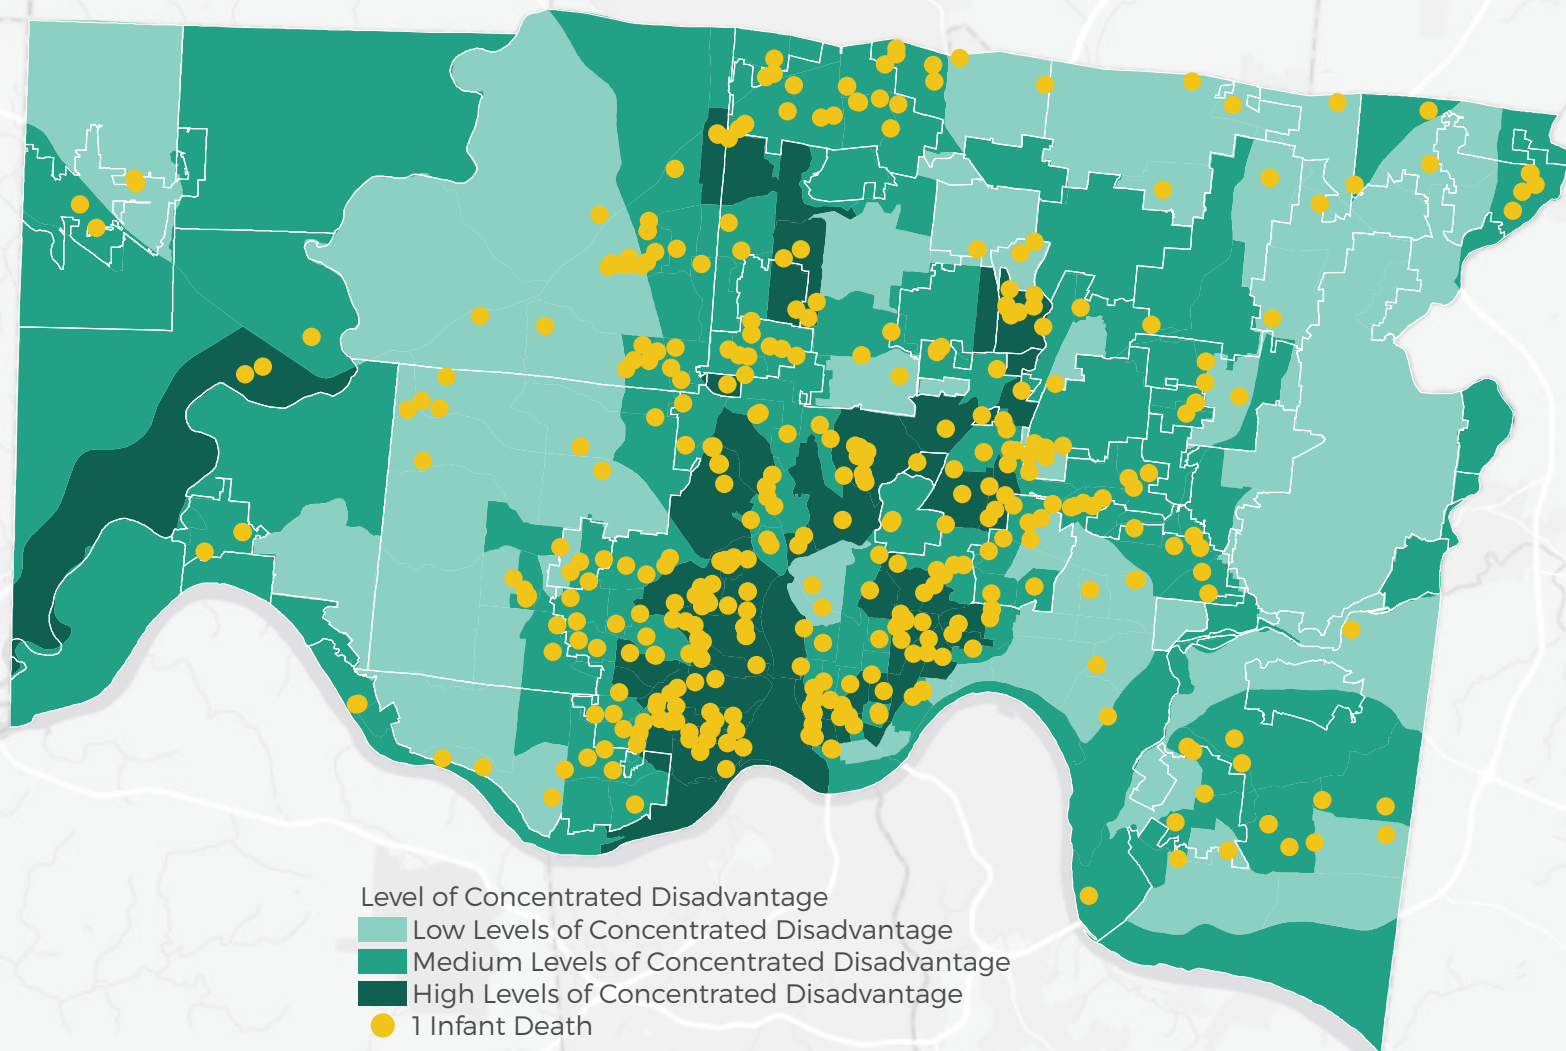 Level of Concentrated Disadvantage
Low Levels of Concentrated Disadvantage
Medium Levels of Concentrated Disadvantage
High Levels of Concentrated Disadvantage
1 Infant Death